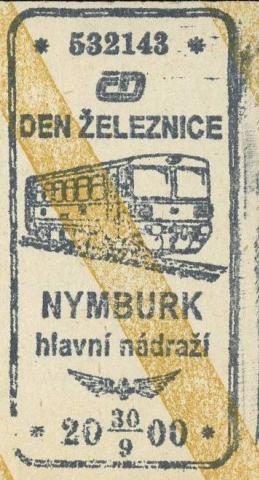 * 532143 *
ČD
DEN ŽELEZNICE
NYMBURK
hlavní nádraží
* 20 30/9 00 *